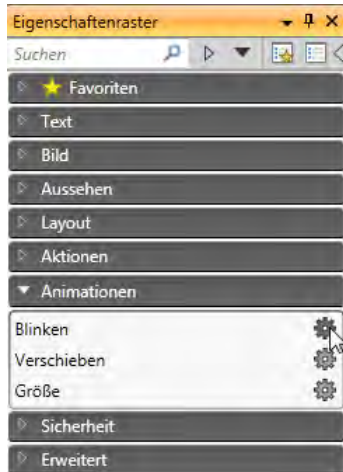 Eigenschaftenraster
Suchen
Favoriten
Text
Bild
Aussehen
Layout
Aktionen
Animationen
Blinken
Verschieben
Größe
Sicherheit
Erweitert